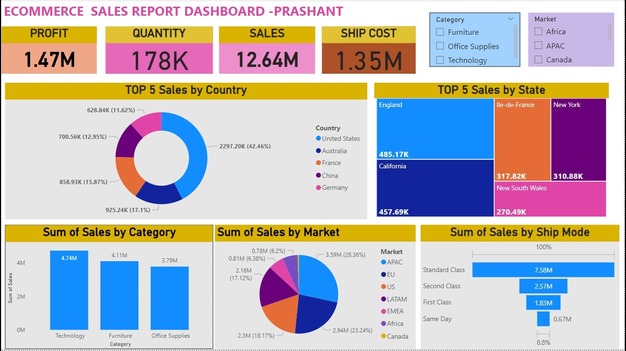 ECOMMERCE SALES REPORT DASHBOARD -PRASHANT
PROFIT
1.47M
QUANTITY
178K
SALES
12.64M
SHIP COST
1.35M
Category
Furniture
Office Supplies
Technology
Market
Africa
APAC
Canada
TOP 5 Sales by Country
628.84K (11.62%)
700.56K (12.95%)
858.93K (15.87%)
925.24K (17.1%)
2297.20K (42.46%)
Country
United States
Australia
France
China
Germany
TOP 5 Sales by State
England
485.17K
California
457.69K
Ile-de-France
317.82K
New York
310.88K
New South Wales
270.49K
Sum of Sales by Category
Sum of Sales
4M
2M
0M
4.74M
4.11M
3.79M
Technology
Furniture
Office Supplies
Category
Sum of Sales by Market
0.78M (6.2%)
0.81M (6.38%)
2.16M
(17.12%)
2.3M (18.17%)
2.94M (23.24%)
3.59M (28.36%)
Market
APAC
EU
US
LATAM
EMEA
Africa
Canada
Sum of Sales by Ship Mode
100%
Standard Class
7.58M
Second Class
2.57M
First Class
1.83M
Same Day
0.67M
8.8%